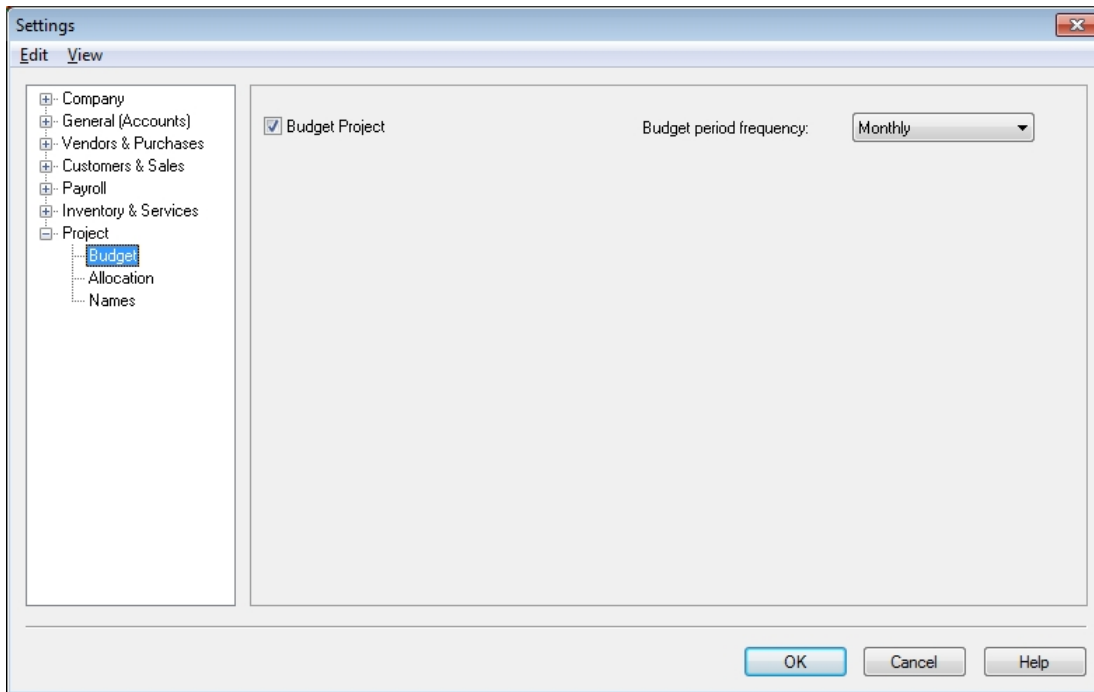 Settings
Edit View
Company
General (Accounts)
Vendors & Purchases
Customers & Sales
Payroll
Inventory & Services
Project
Budget
Allocation
Names
Budget Project
Budget period frequency: Monthly
OK Cancel Help